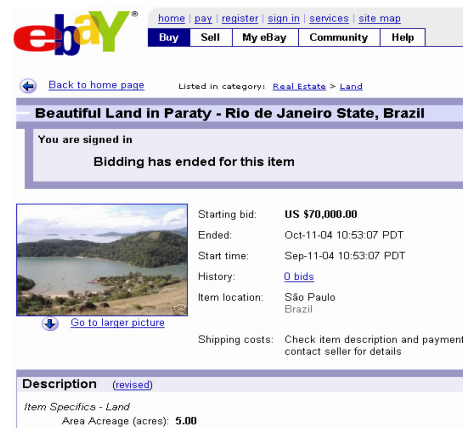 ebaY®
home | pay | register | sign in | services | site map
Buy Sell My eBay Community Help
Back to home page Listed in category: Real Estate > Land
Beautiful Land in Paraty - Rio de Janeiro State, Brazil
You are signed in
Bidding has ended for this item
Starting bid: US $70,000.00
Ended: Oct-11-04 10:53:07 PDT
Start time: Sep-11-04 10:53:07 PDT
History: 0 bids
Item location: São Paulo
Brazil
Go to larger picture
Shipping costs: Check item description and payment
contact seller for details
Description (revised)
Item Specifics - Land
Area Acreage (acres): 5.00